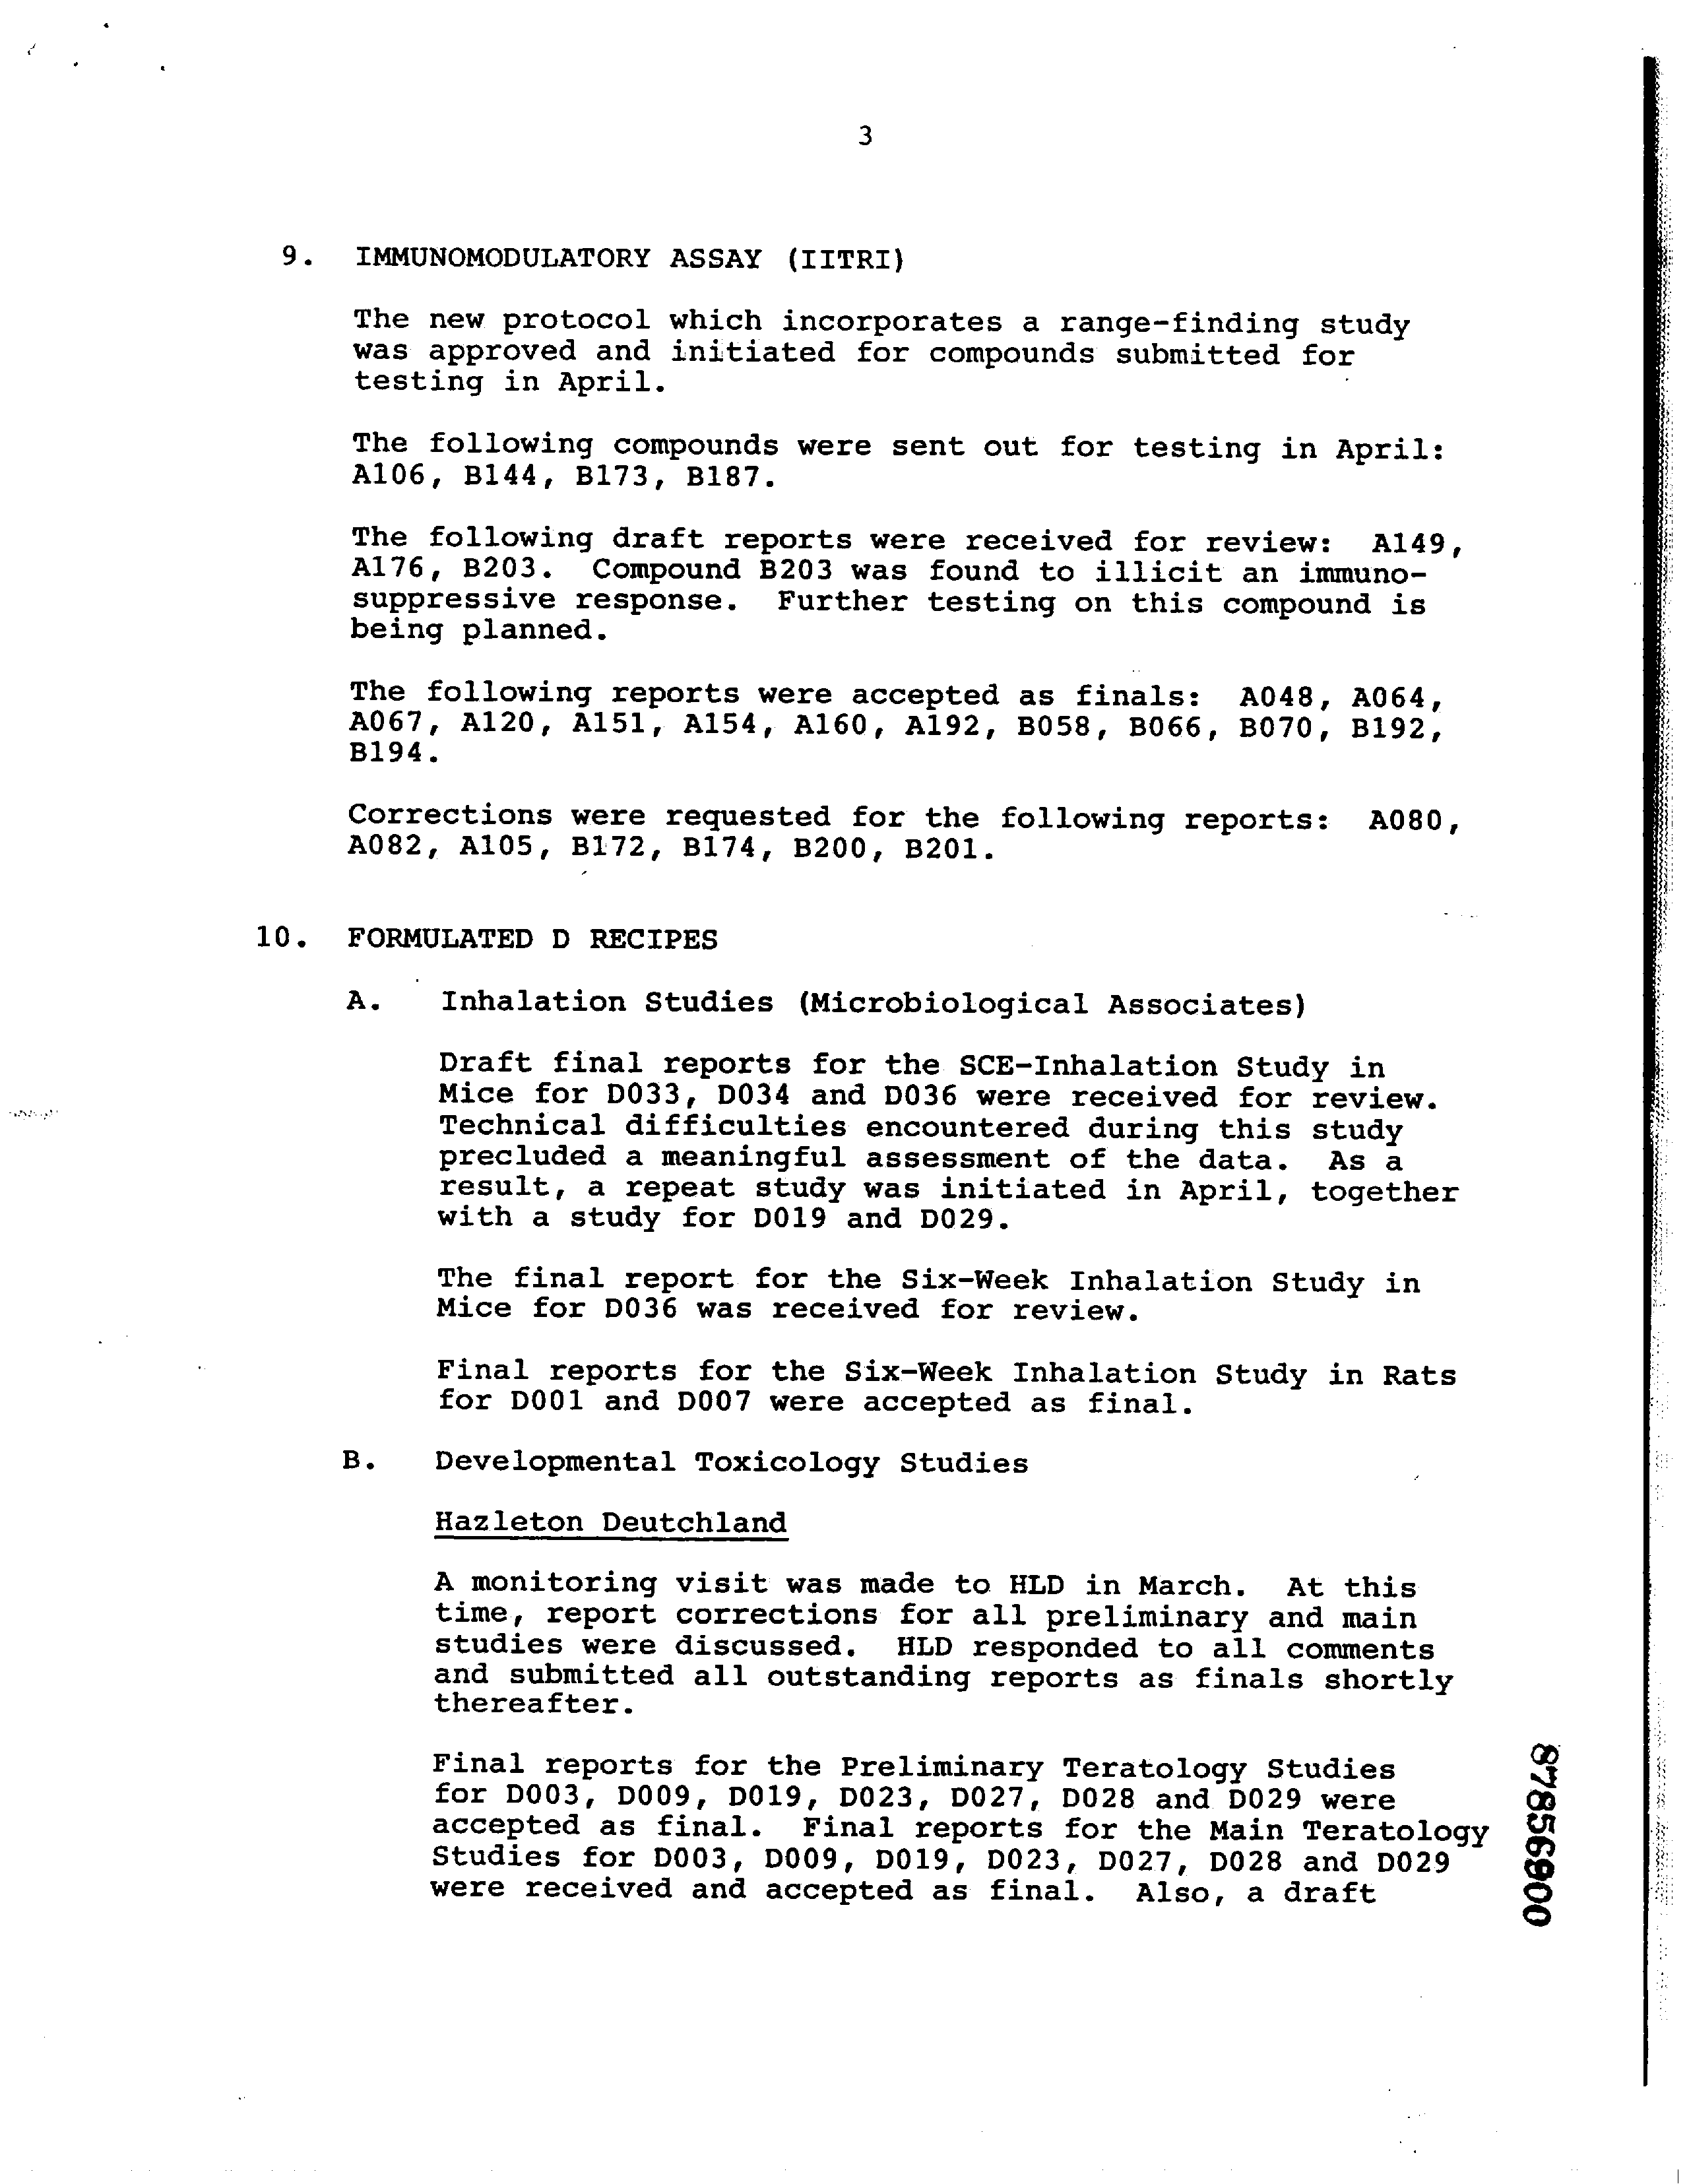 3
9. IMMUNOMODULATORY ASSAY (IITRI)
The new protocol which incorporates a range-finding study
was approved and initiated for compounds submitted for
testing in April.
The following compounds were sent out for testing in April:
A106, B144, B173, B187.
The following draft reports were received for review: A149,
A176, B203. Compound B203 was found to illicit an immuno-
suppressive response. Further testing on this compound is
being planned.
The following reports were accepted as finals: A048, A064,
A067, A120, A151, A154, A160, A192, B058, B066, B070, B192,
B194.
Corrections were requested for the following reports: A080,
A082, A105, B172, B174, B200, B201.
10. FORMULATED D RECIPES
A. Inhalation Studies (Microbiological Associates)
Draft final reports for the SCE-Inhalation Study in
Mice for D033, D034 and D036 were received for review.
Technical difficulties encountered during this study
precluded a meaningful assessment of the data. As a
result, a repeat study was initiated in April, together
with a study for D019 and D029.
The final report for the Six-Week Inhalation Study in
Mice for D036 was received for review.
Final reports for the Six-Week Inhalation Study in Rats
for D001 and D007 were accepted as final.
B. Developmental Toxicology Studies
Hazleton Deutchland
A monitoring visit was made to HLD in March. At this
time, report corrections for all preliminary and main
studies were discussed. HLD responded to all comments
and submitted all outstanding reports as finals shortly
thereafter.
Final reports for the Preliminary Teratology Studies
for D003, D009, D019, D023, D027, D028 and D029 were
accepted as final. Final reports for the Main Teratology
Studies for D003, D009, D019, D023, D027, D028 and D029
were received and accepted as final. Also, a draft
00695878